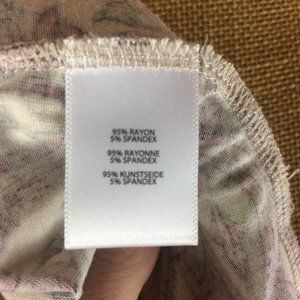 95% RAYON
5% SPANDEX
95% RAYONNE
5% SPANDEX
95% KUNSTSEIDE
5% SPANDEX